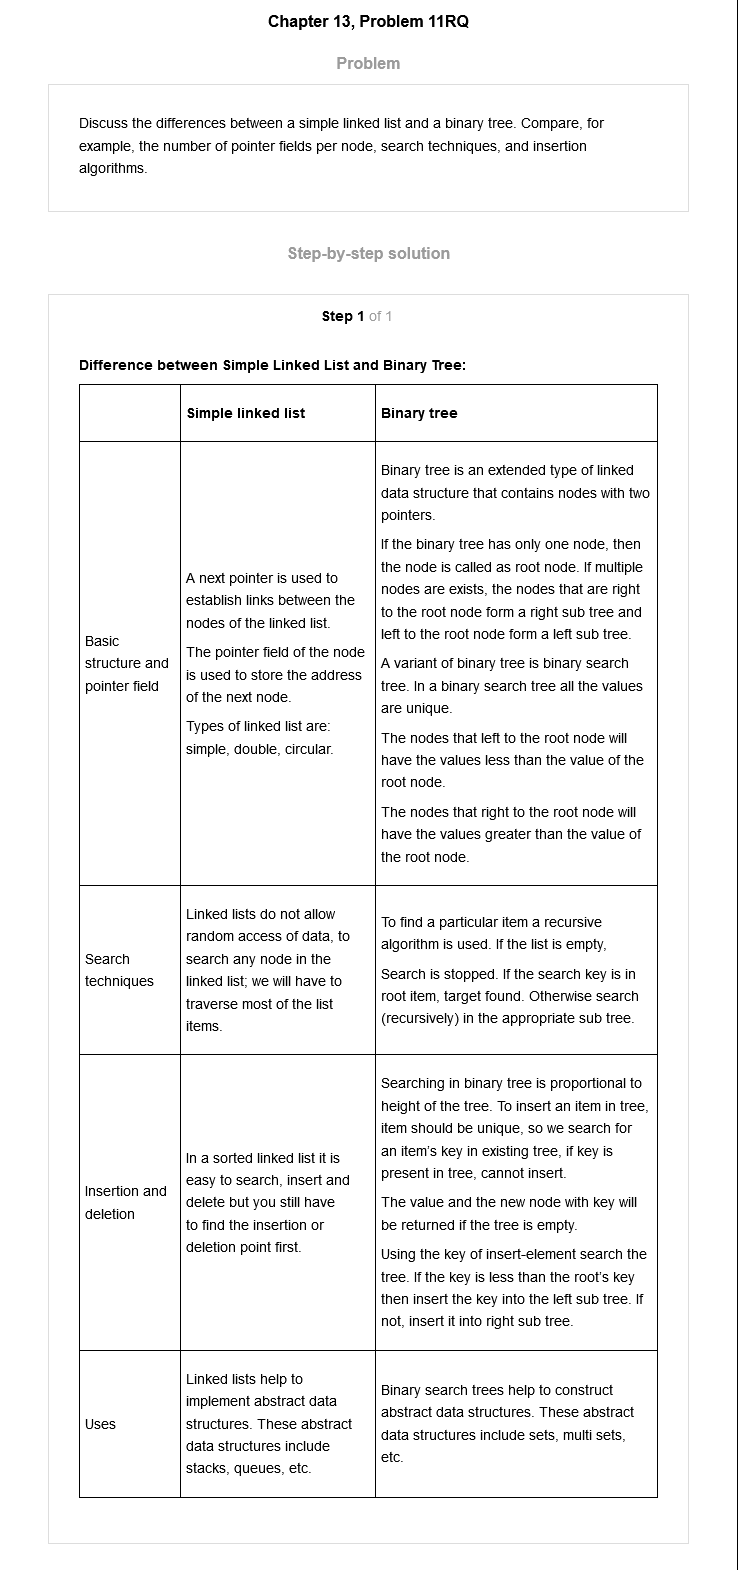 Chapter 13, Problem 11RQ
Problem
Discuss the differences between a simple linked list and a binary tree. Compare, for
example, the number of pointer fields per node, search techniques, and insertion
algorithms.
Step-by-step solution
Step 1 of 1
Difference between Simple Linked List and Binary Tree:
Simple linked list
Binary tree
Basic
structure and
pointer field
A next pointer is used to
establish links between the
nodes of the linked list.
The pointer field of the node
is used to store the address
of the next node.
Types of linked list are:
simple, double, circular.
Binary tree is an extended type of linked
data structure that contains nodes with two
pointers.
If the binary tree has only one node, then
the node is called as root node. If multiple
nodes are exists, the nodes that are right
to the root node form a right sub tree and
left to the root node form a left sub tree.
A variant of binary tree is binary search
tree. In a binary search tree all the values
are unique.
The nodes that left to the root node will
have the values less than the value of the
root node.
The nodes that right to the root node will
have the values greater than the value of
the root node.
Search
techniques
Linked lists do not allow
random access of data, to
search any node in the
linked list; we will have to
traverse most of the list
items.
To find a particular item a recursive
algorithm is used. If the list is empty,
Search is stopped. If the search key is in
root item, target found. Otherwise search
(recursively) in the appropriate sub tree.
Insertion and
deletion
In a sorted linked list it is
easy to search, insert and
delete but you still have
to find the insertion or
deletion point first.
Searching in binary tree is proportional to
height of the tree. To insert an item in tree,
item should be unique, so we search for
an item's key in existing tree, if key is
present in tree, cannot insert.
The value and the new node with key will
be returned if the tree is empty.
Using the key of insert-element search the
tree. If the key is less than the root's key
then insert the key into the left sub tree. If
not, insert it into right sub tree.
Uses
Linked lists help to
implement abstract data
structures. These abstract
data structures include
stacks, queues, etc.
Binary search trees help to construct
abstract data structures. These abstract
data structures include sets, multi sets,
etc.